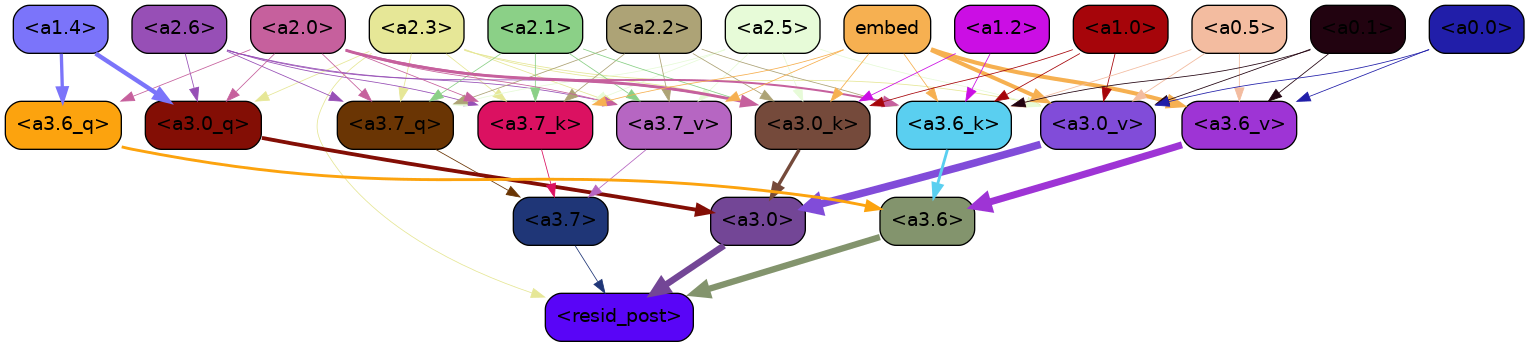 <a1.4> <a2.6> <a2.0> <a2.3> <a2.1> <a2.2> <a2.5> embed <a1.2> <a1.0> <a0.5> <a0.1> <a0.0>
<a3.6_q> <a3.0_q> <a3.7_q> <a3.7_k> <a3.7_v> <a3.0_k> <a3.6_k> <a3.0_v> <a3.6_v>
<a3.7> <a3.0> <a3.6>
<resid_post>